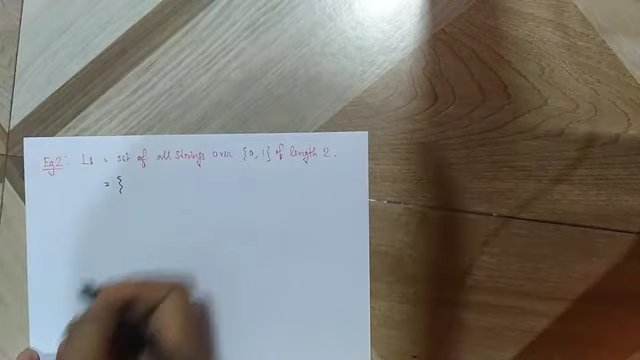 Eg2: L1 = set of all strings over {0, 1} of length 2.
= {